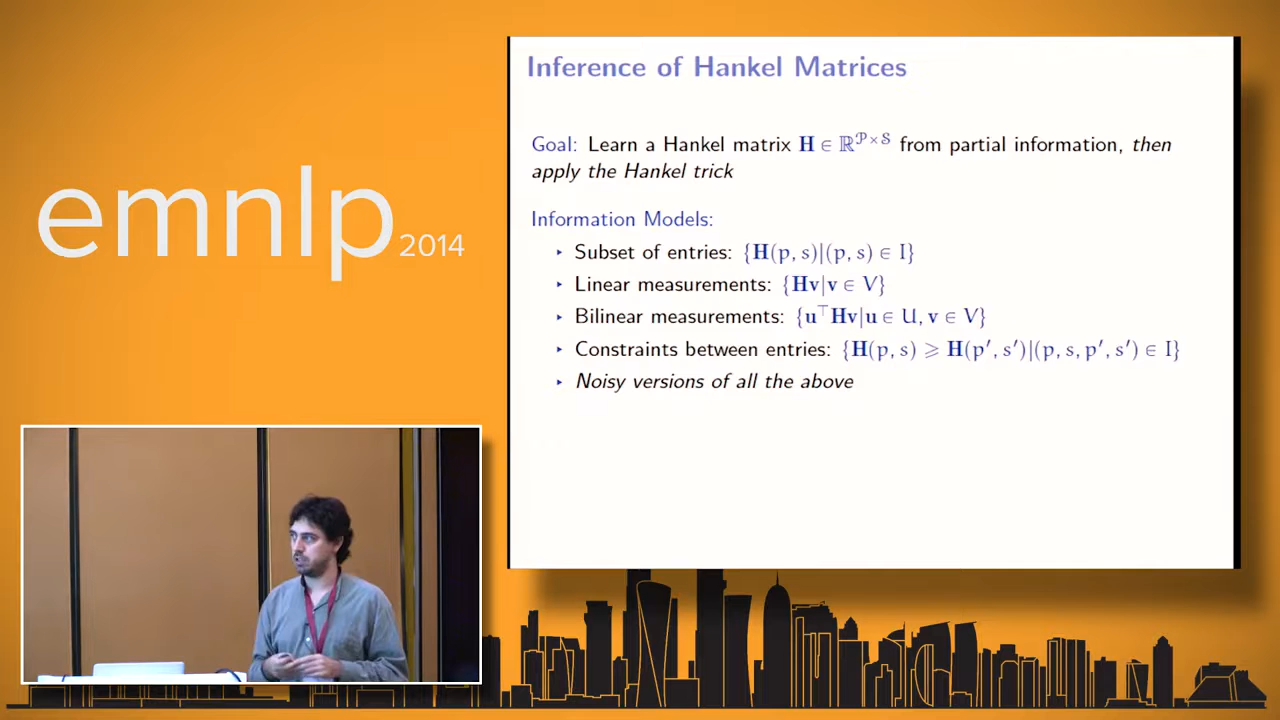 emnlp 2014
Inference of Hankel Matrices
Goal: Learn a Hankel matrix H ∈ ℝ^{𝒫×𝒮} from partial information, then
apply the Hankel trick
Information Models:
▸ Subset of entries: {H(p, s)|(p, s) ∈ I}
▸ Linear measurements: {Hv|v ∈ V}
▸ Bilinear measurements: {u⊤Hv|u ∈ U, v ∈ V}
▸ Constraints between entries: {H(p, s) ⩾ H(p′, s′)|(p, s, p′, s′) ∈ I}
▸ Noisy versions of all the above